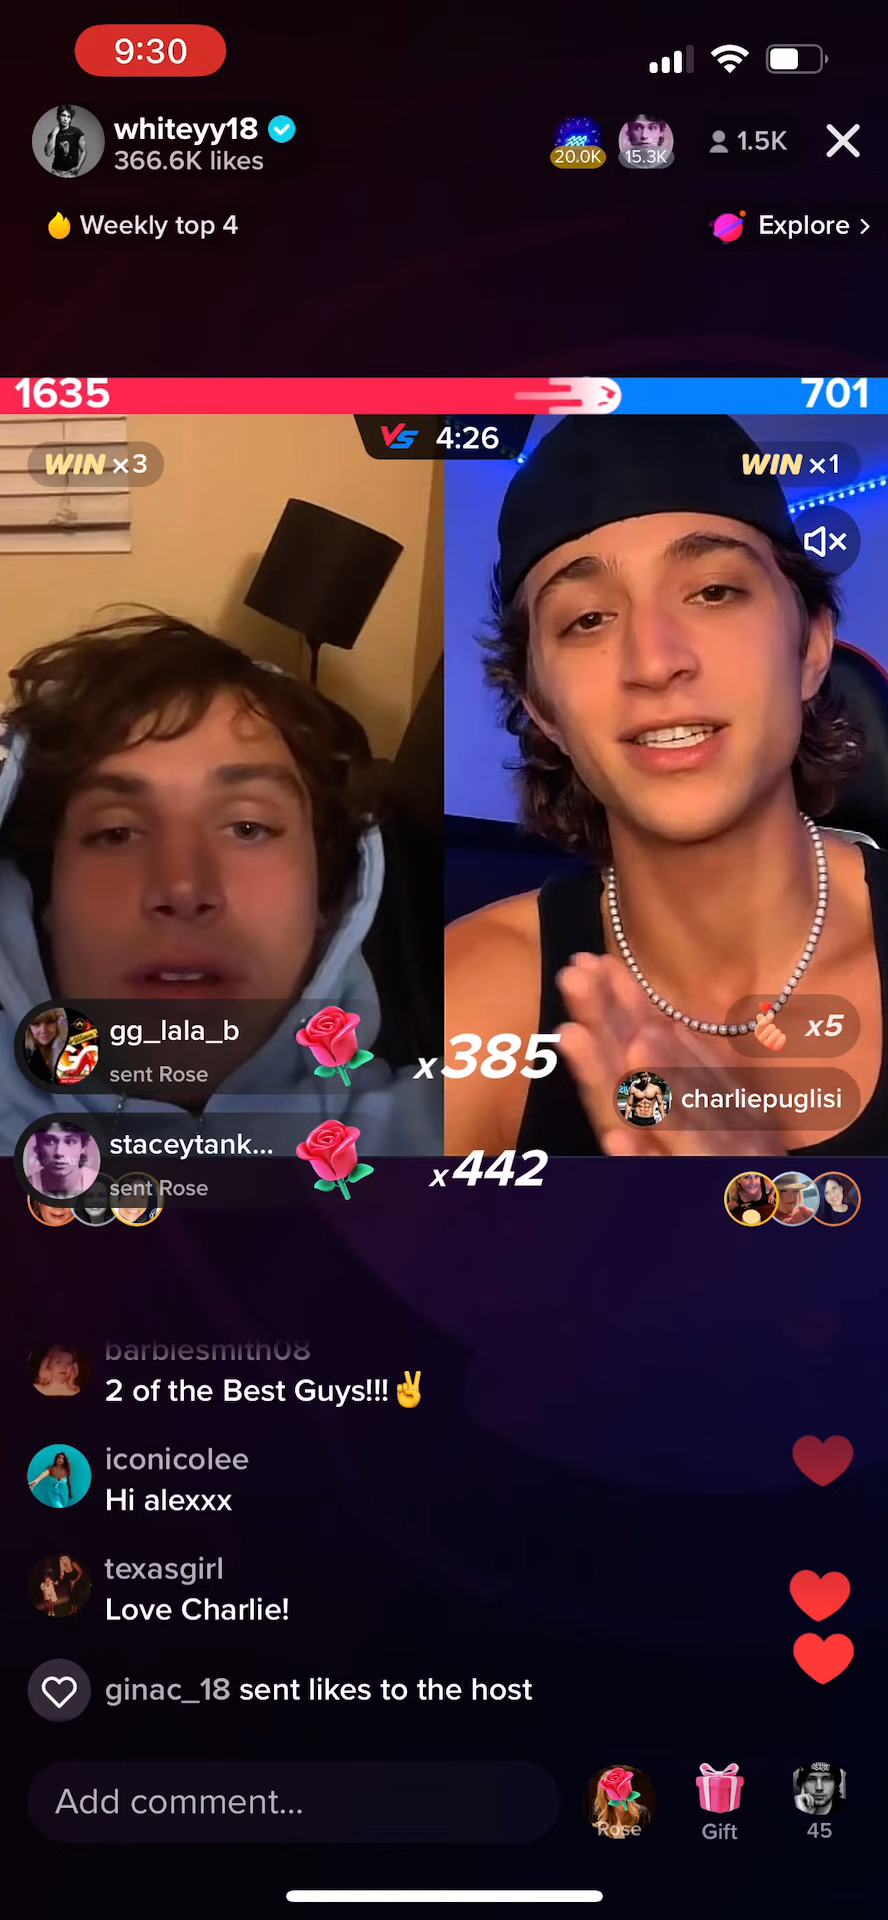 9:30
whiteyy18
366.6K likes
20.0K
15.3K
1.5K
Weekly top 4
Explore >
1635
701
VS 4:26
WIN x3
WIN x1
gg_lala_b
sent Rose
x385
x5
charliepuglisi
staceytank...
sent Rose
x442
barbiesmith08
2 of the Best Guys!!!✌️
iconicolee
Hi alexxx
texasgirl
Love Charlie!
ginac_18 sent likes to the host
Add comment...
Rose
Gift
45